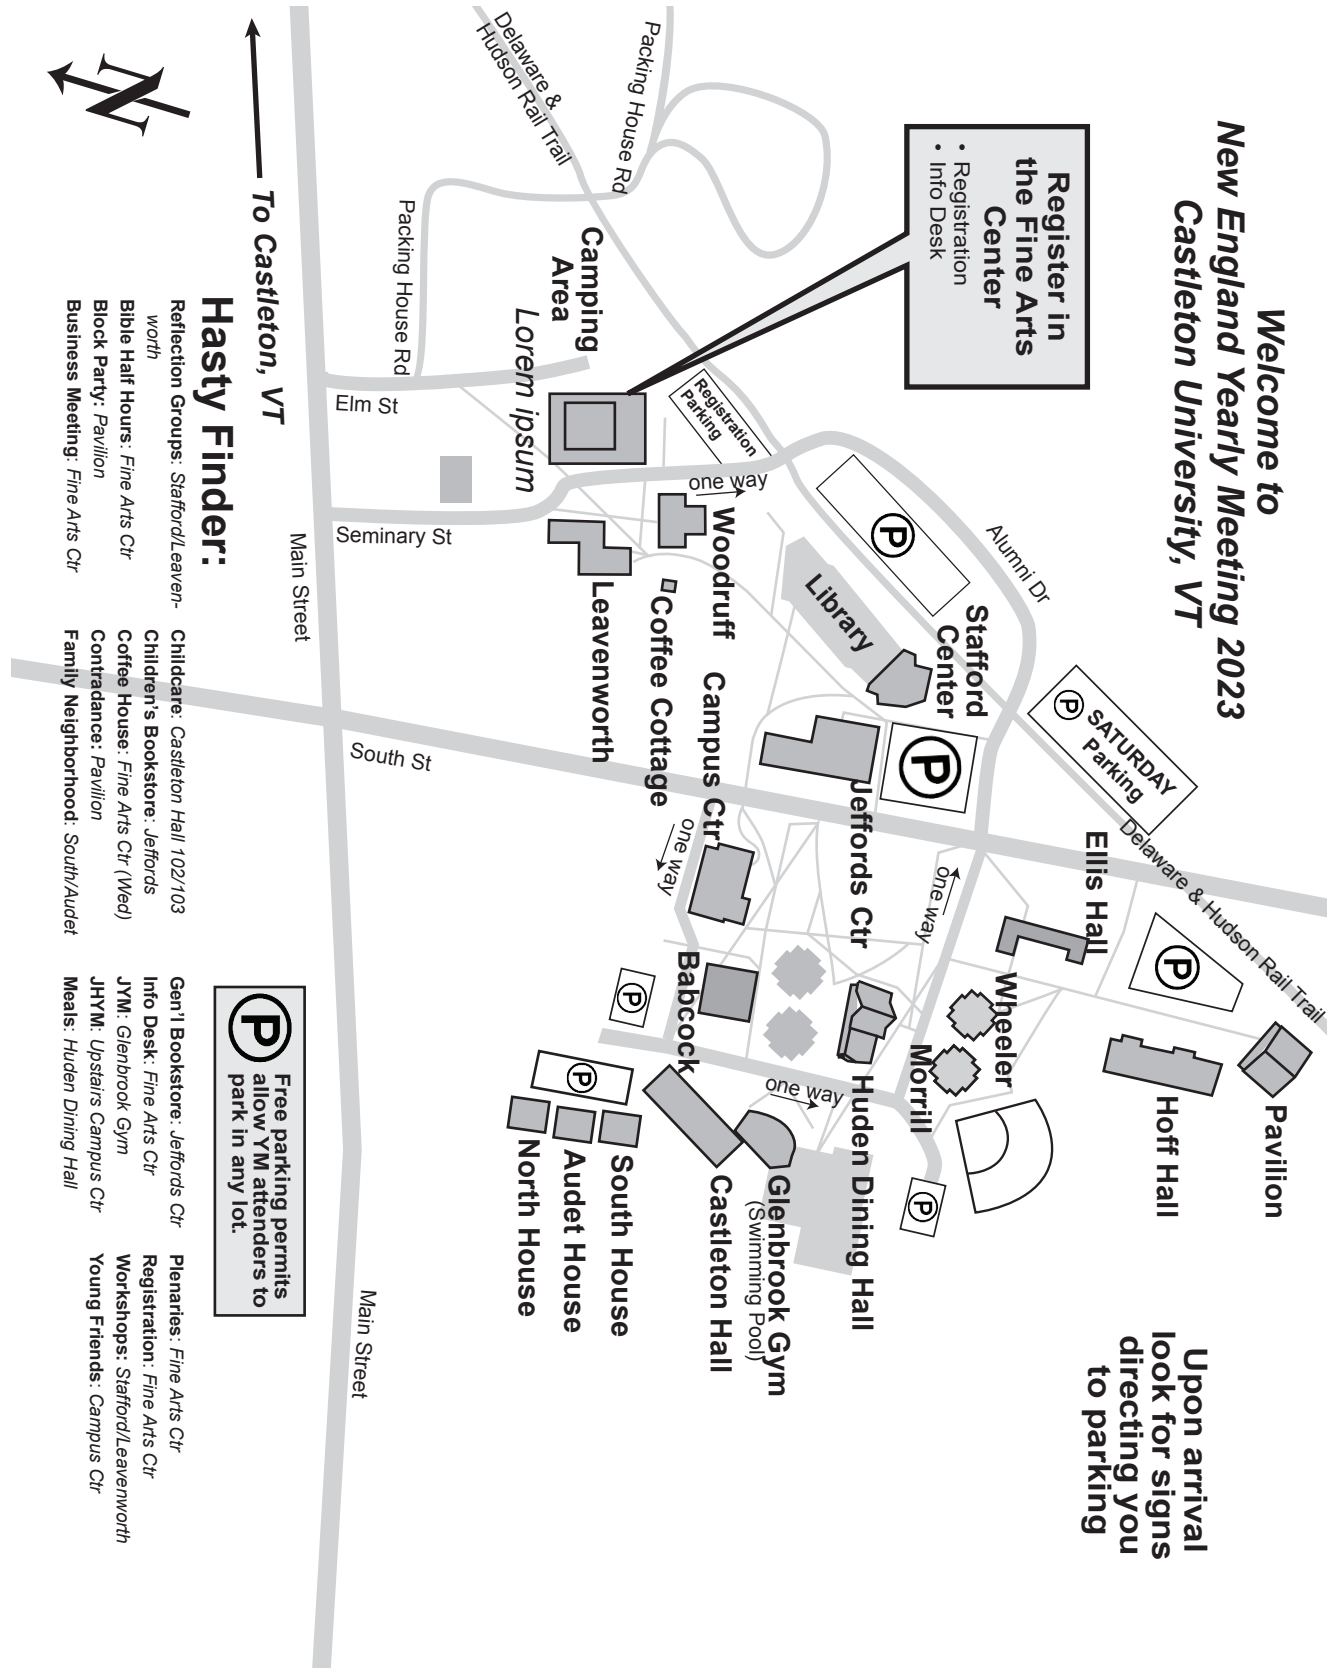 Welcome to
New England Yearly Meeting 2023
Castleton University, VT
Register in
the Fine Arts
Center
• Registration
• Info Desk
Upon arrival
look for signs
directing you
to parking
Pavilion
Hoff Hall
Delaware & Hudson Rail Trail
SATURDAY
Parking
P
P
Ellis Hall
Alumni Dr
Stafford
Center
P
P
Wheeler
Morrill
one way
P
Library
Jeffords Ctr
Huden Dining Hall
Registration
Parking
one way
Woodruff
Campus Ctr
one way
one way
Glenbrook Gym
(Swimming Pool)
Castleton Hall
Babcock
Coffee Cottage
Leavenworth
P
P
South House
Audet House
North House
Packing House Rd
Delaware &
Hudson Rail Trail
Camping
Area
Lorem ipsum
Packing House Rd
Elm St
Seminary St
South St
Main Street
Main Street
To Castleton, VT
N
Hasty Finder:
Reflection Groups: Stafford/Leaven-
worth
Bible Half Hours: Fine Arts Ctr
Block Party: Pavilion
Business Meeting: Fine Arts Ctr
Childcare: Castleton Hall 102/103
Children's Bookstore: Jeffords
Coffee House: Fine Arts Ctr (Wed)
Contradance: Pavilion
Family Neighborhood: South/Audet
Gen'l Bookstore: Jeffords Ctr
Info Desk: Fine Arts Ctr
JYM: Glenbrook Gym
JHYM: Upstairs Campus Ctr
Meals: Huden Dining Hall
Plenaries: Fine Arts Ctr
Registration: Fine Arts Ctr
Workshops: Stafford/Leavenworth
Young Friends: Campus Ctr
P
Free parking permits
allow YM attenders to
park in any lot.